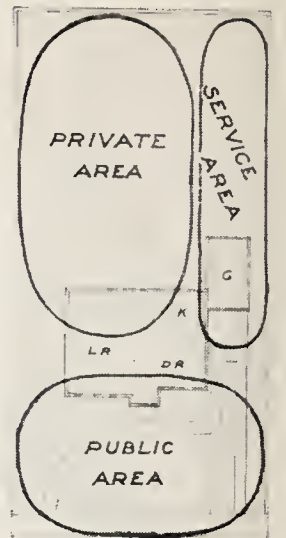 PRIVATE
AREA
SERVICE
AREA
G
K
LR
DR
PUBLIC
AREA